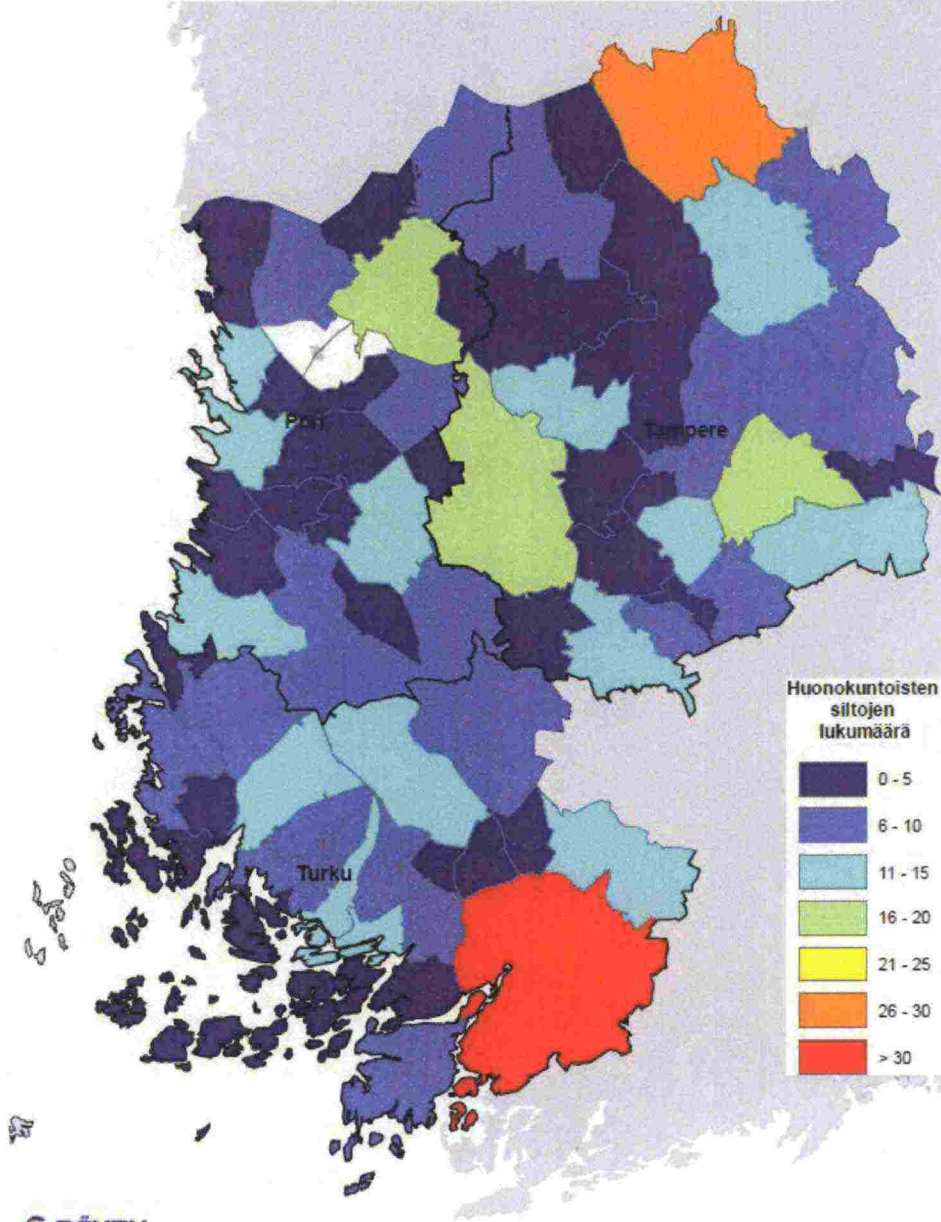 Pori
Tampere
Turku
Huonokuntoisten
siltojen
lukumäärä
0 - 5
6 - 10
11 - 15
16 - 20
21 - 25
26 - 30
> 30